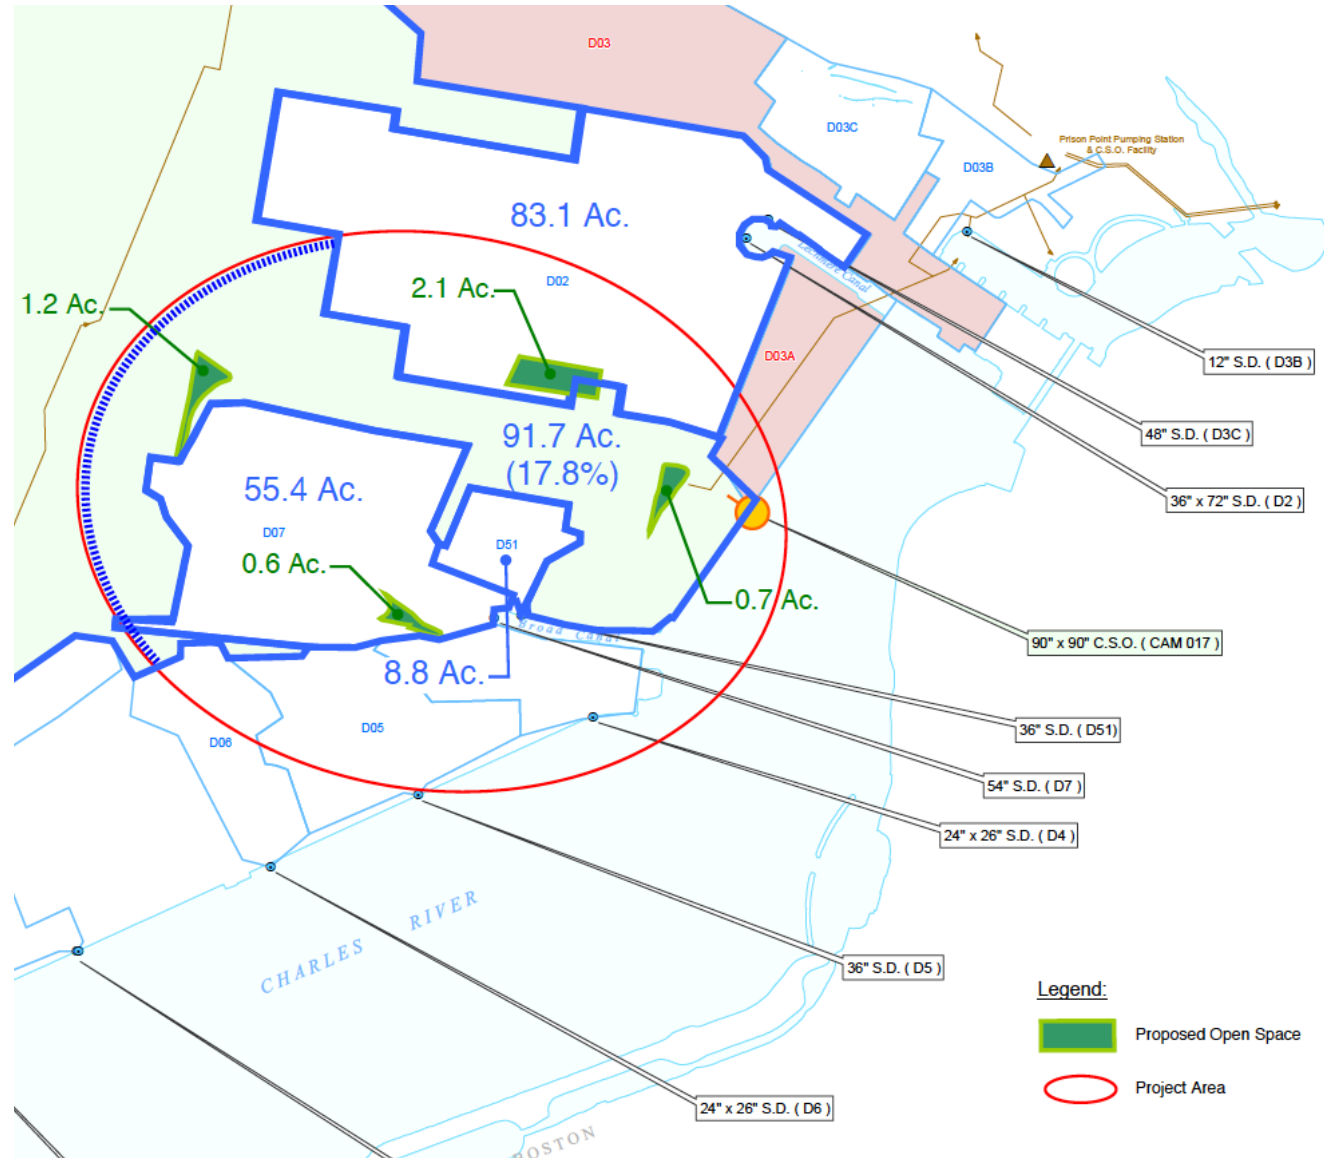 D03
D03C
Prison Point Pumping Station
& C.S.O. Facility
D03B
83.1 Ac.
Lechmere Canal
D02
2.1 Ac.
1.2 Ac.
D03A
12" S.D. ( D3B )
48" S.D. ( D3C )
91.7 Ac.
(17.8%)
55.4 Ac.
36" x 72" S.D. ( D2 )
D07
D51
0.6 Ac.
0.7 Ac.
Broad Canal
90" x 90" C.S.O. ( CAM 017 )
8.8 Ac.
D05
D06
36" S.D. ( D51)
54" S.D. ( D7 )
24" x 26" S.D. ( D4 )
CHARLES RIVER
36" S.D. ( D5 )
Legend:
Proposed Open Space
Project Area
24" x 26" S.D. ( D6 )
BOSTON